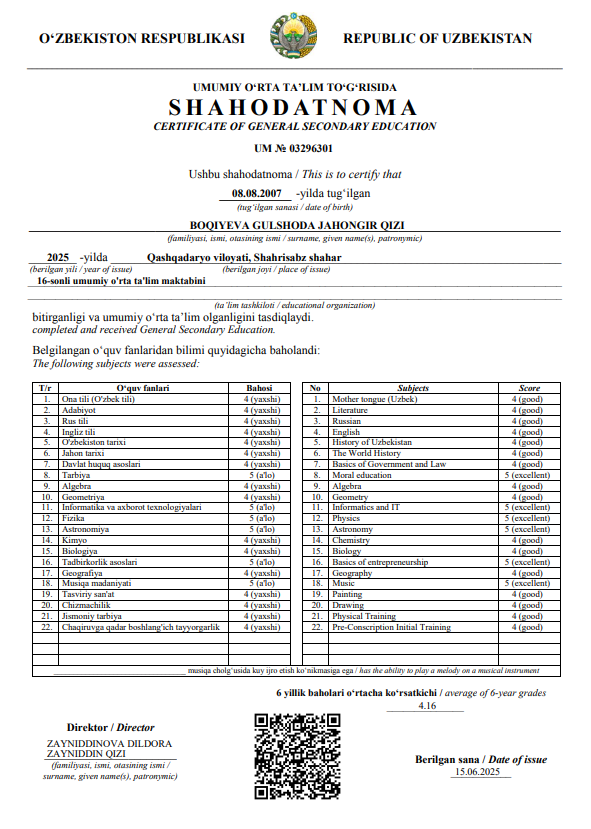 O‘ZBEKISTON RESPUBLIKASI REPUBLIC OF UZBEKISTAN
UMUMIY O‘RTA TA’LIM TO‘G‘RISIDA
SHAHODATNOMA
CERTIFICATE OF GENERAL SECONDARY EDUCATION
UM № 03296301
Ushbu shahodatnoma / This is to certify that
08.08.2007 -yilda tug‘ilgan
(tug‘ilgan sanasi / date of birth)
BOQIYEVA GULSHODA JAHONGIR QIZI
(familiyasi, ismi, otasining ismi / surname, given name(s), patronymic)
2025 -yilda Qashqadaryo viloyati, Shahrisabz shahar
(berilgan yili / year of issue) (berilgan joyi / place of issue)
16-sonli umumiy o'rta ta'lim maktabini
(ta’lim tashkiloti / educational organization)
bitirganligi va umumiy o‘rta ta’lim olganligini tasdiqlaydi.
completed and received General Secondary Education.
Belgilangan o‘quv fanlaridan bilimi quyidagicha baholandi:
The following subjects were assessed:
T/r O‘quv fanlari Bahosi No Subjects Score
1. Ona tili (O'zbek tili) 4 (yaxshi) 1. Mother tongue (Uzbek) 4 (good)
2. Adabiyot 4 (yaxshi) 2. Literature 4 (good)
3. Rus tili 4 (yaxshi) 3. Russian 4 (good)
4. Ingliz tili 4 (yaxshi) 4. English 4 (good)
5. O'zbekiston tarixi 4 (yaxshi) 5. History of Uzbekistan 4 (good)
6. Jahon tarixi 4 (yaxshi) 6. The World History 4 (good)
7. Davlat huquq asoslari 4 (yaxshi) 7. Basics of Government and Law 4 (good)
8. Tarbiya 5 (a'lo) 8. Moral education 5 (excellent)
9. Algebra 4 (yaxshi) 9. Algebra 4 (good)
10. Geometriya 4 (yaxshi) 10. Geometry 4 (good)
11. Informatika va axborot texnologiyalari 5 (a'lo) 11. Informatics and IT 5 (excellent)
12. Fizika 5 (a'lo) 12. Physics 5 (excellent)
13. Astronomiya 5 (a'lo) 13. Astronomy 5 (excellent)
14. Kimyo 4 (yaxshi) 14. Chemistry 4 (good)
15. Biologiya 4 (yaxshi) 15. Biology 4 (good)
16. Tadbirkorlik asoslari 5 (a'lo) 16. Basics of entrepreneurship 5 (excellent)
17. Geografiya 4 (yaxshi) 17. Geography 4 (good)
18. Musiqa madaniyati 5 (a'lo) 18. Music 5 (excellent)
19. Tasviriy san'at 4 (yaxshi) 19. Painting 4 (good)
20. Chizmachilik 4 (yaxshi) 20. Drawing 4 (good)
21. Jismoniy tarbiya 4 (yaxshi) 21. Physical Training 4 (good)
22. Chaqiruvga qadar boshlang'ich tayyorgarlik 4 (yaxshi) 22. Pre-Conscription Initial Training 4 (good)
musiqa cholg‘usida kuy ijro etish ko‘nikmasiga ega / has the ability to play a melody on a musical instrument
6 yillik baholari o‘rtacha ko‘rsatkichi / average of 6-year grades
4.16
Direktor / Director
ZAYNIDDINOVA DILDORA
ZAYNIDDIN QIZI
(familiyasi, ismi, otasining ismi /
surname, given name(s), patronymic)
Berilgan sana / Date of issue
15.06.2025